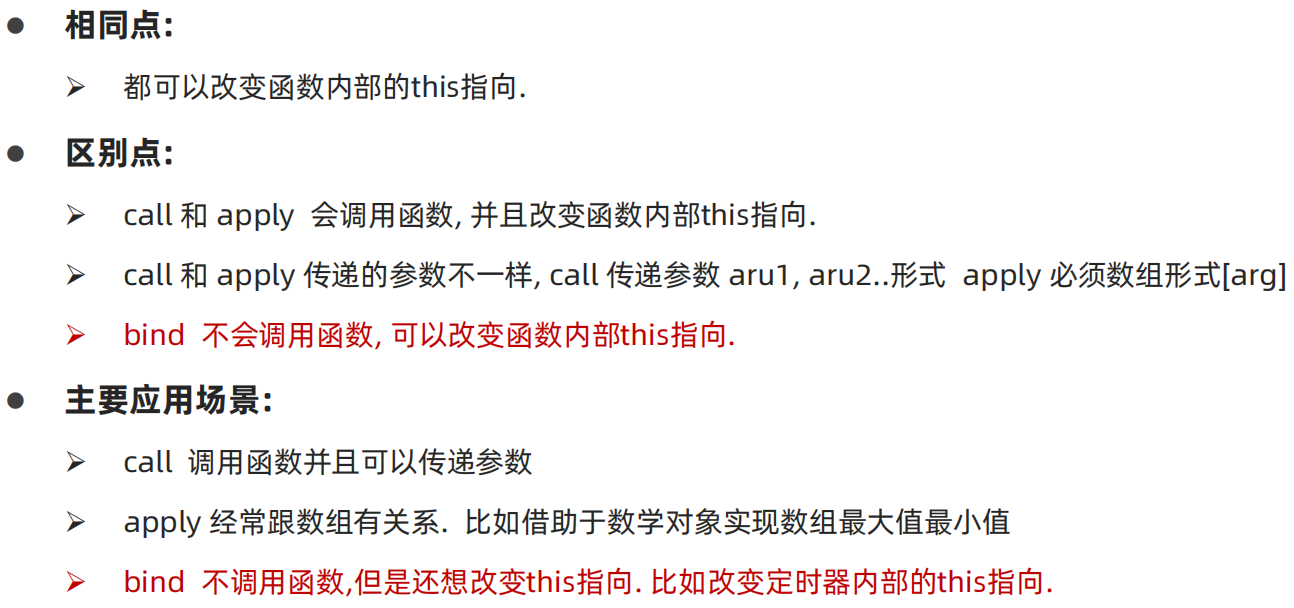 ● 相同点:
➢ 都可以改变函数内部的this指向.
● 区别点:
➢ call 和 apply 会调用函数, 并且改变函数内部this指向.
➢ call 和 apply 传递的参数不一样, call 传递参数 aru1, aru2..形式 apply 必须数组形式[arg]
➢ bind 不会调用函数, 可以改变函数内部this指向.
● 主要应用场景:
➢ call 调用函数并且可以传递参数
➢ apply 经常跟数组有关系. 比如借助于数学对象实现数组最大值最小值
➢ bind 不调用函数,但是还想改变this指向. 比如改变定时器内部的this指向.